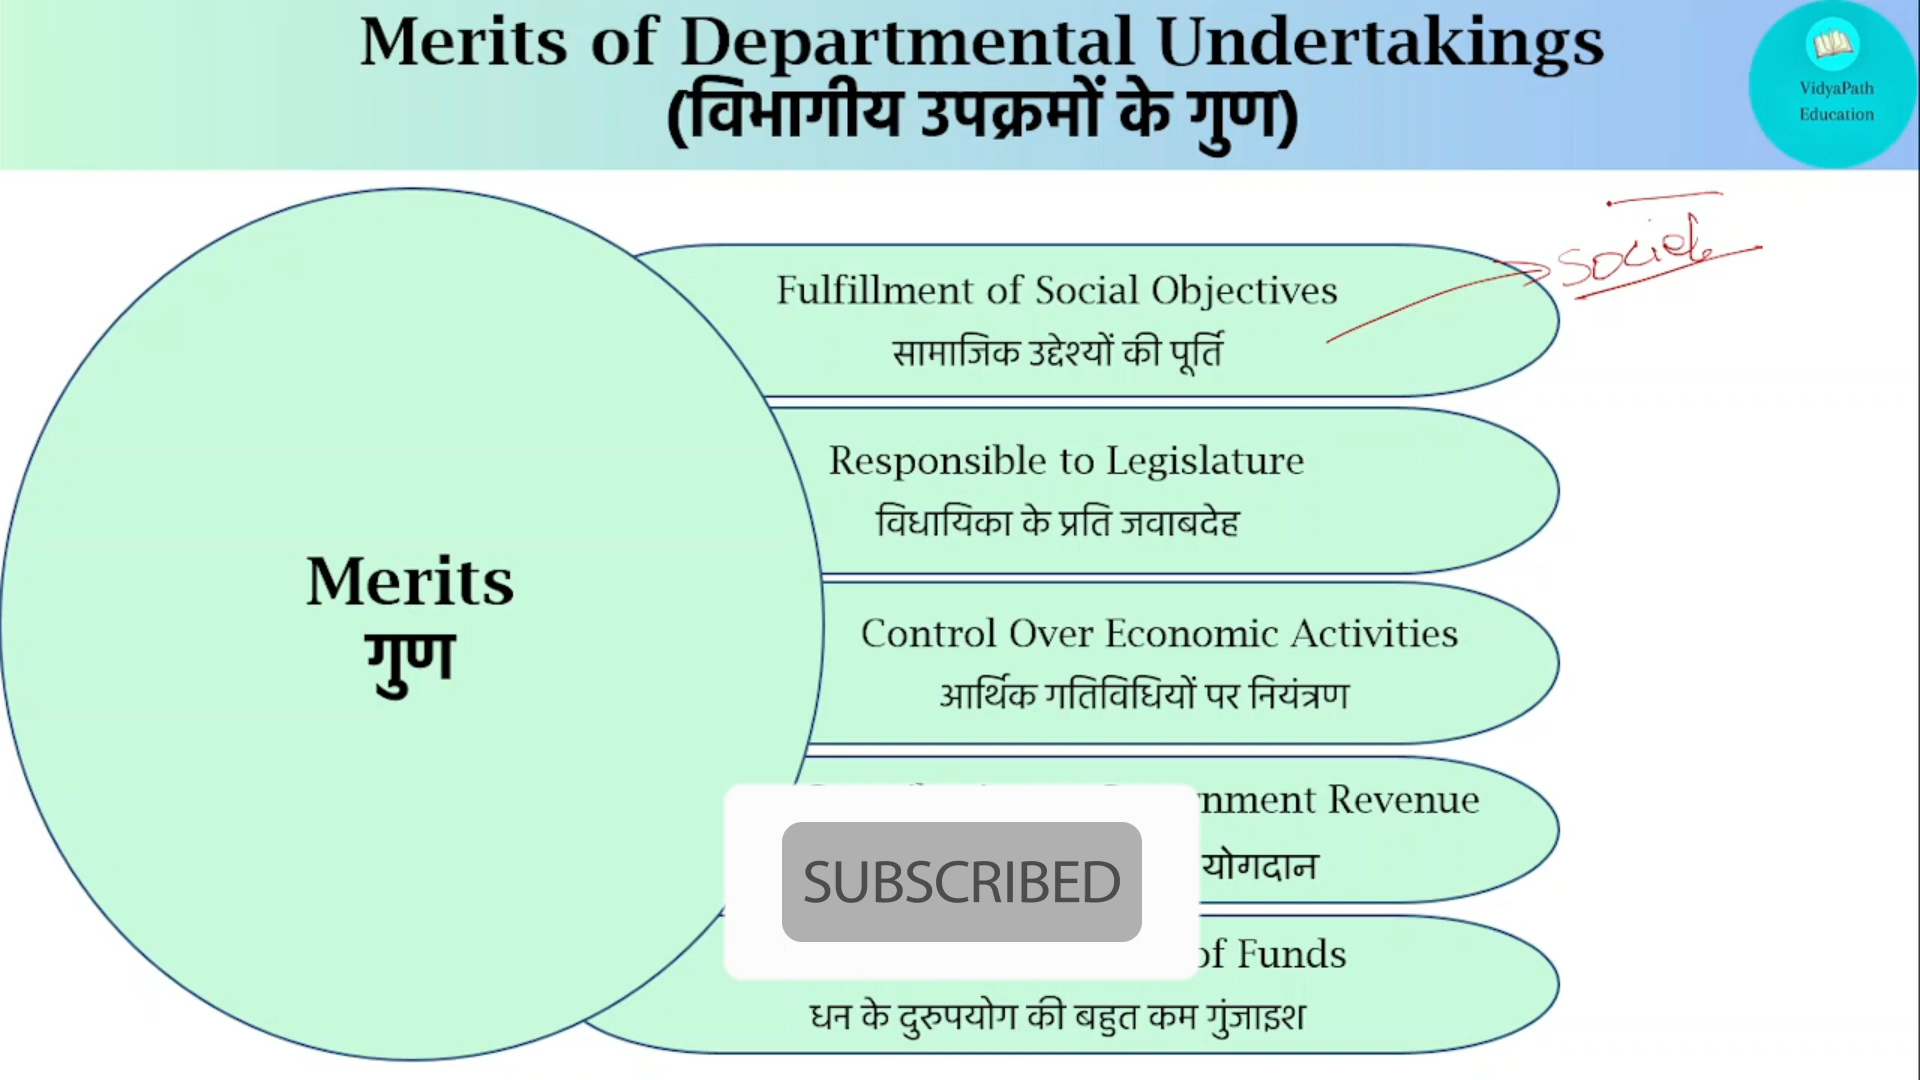 Merits of Departmental Undertakings
(विभागीय उपक्रमों के गुण)
VidyaPath
Education
Merits
गुण
Fulfillment of Social Objectives
सामाजिक उद्देश्यों की पूर्ति
Responsible to Legislature
विधायिका के प्रति जवाबदेह
Control Over Economic Activities
आर्थिक गतिविधियों पर नियंत्रण
Revenue
योगदान
SUBSCRIBED
of Funds
धन के दुरुपयोग की बहुत कम गुंजाइश